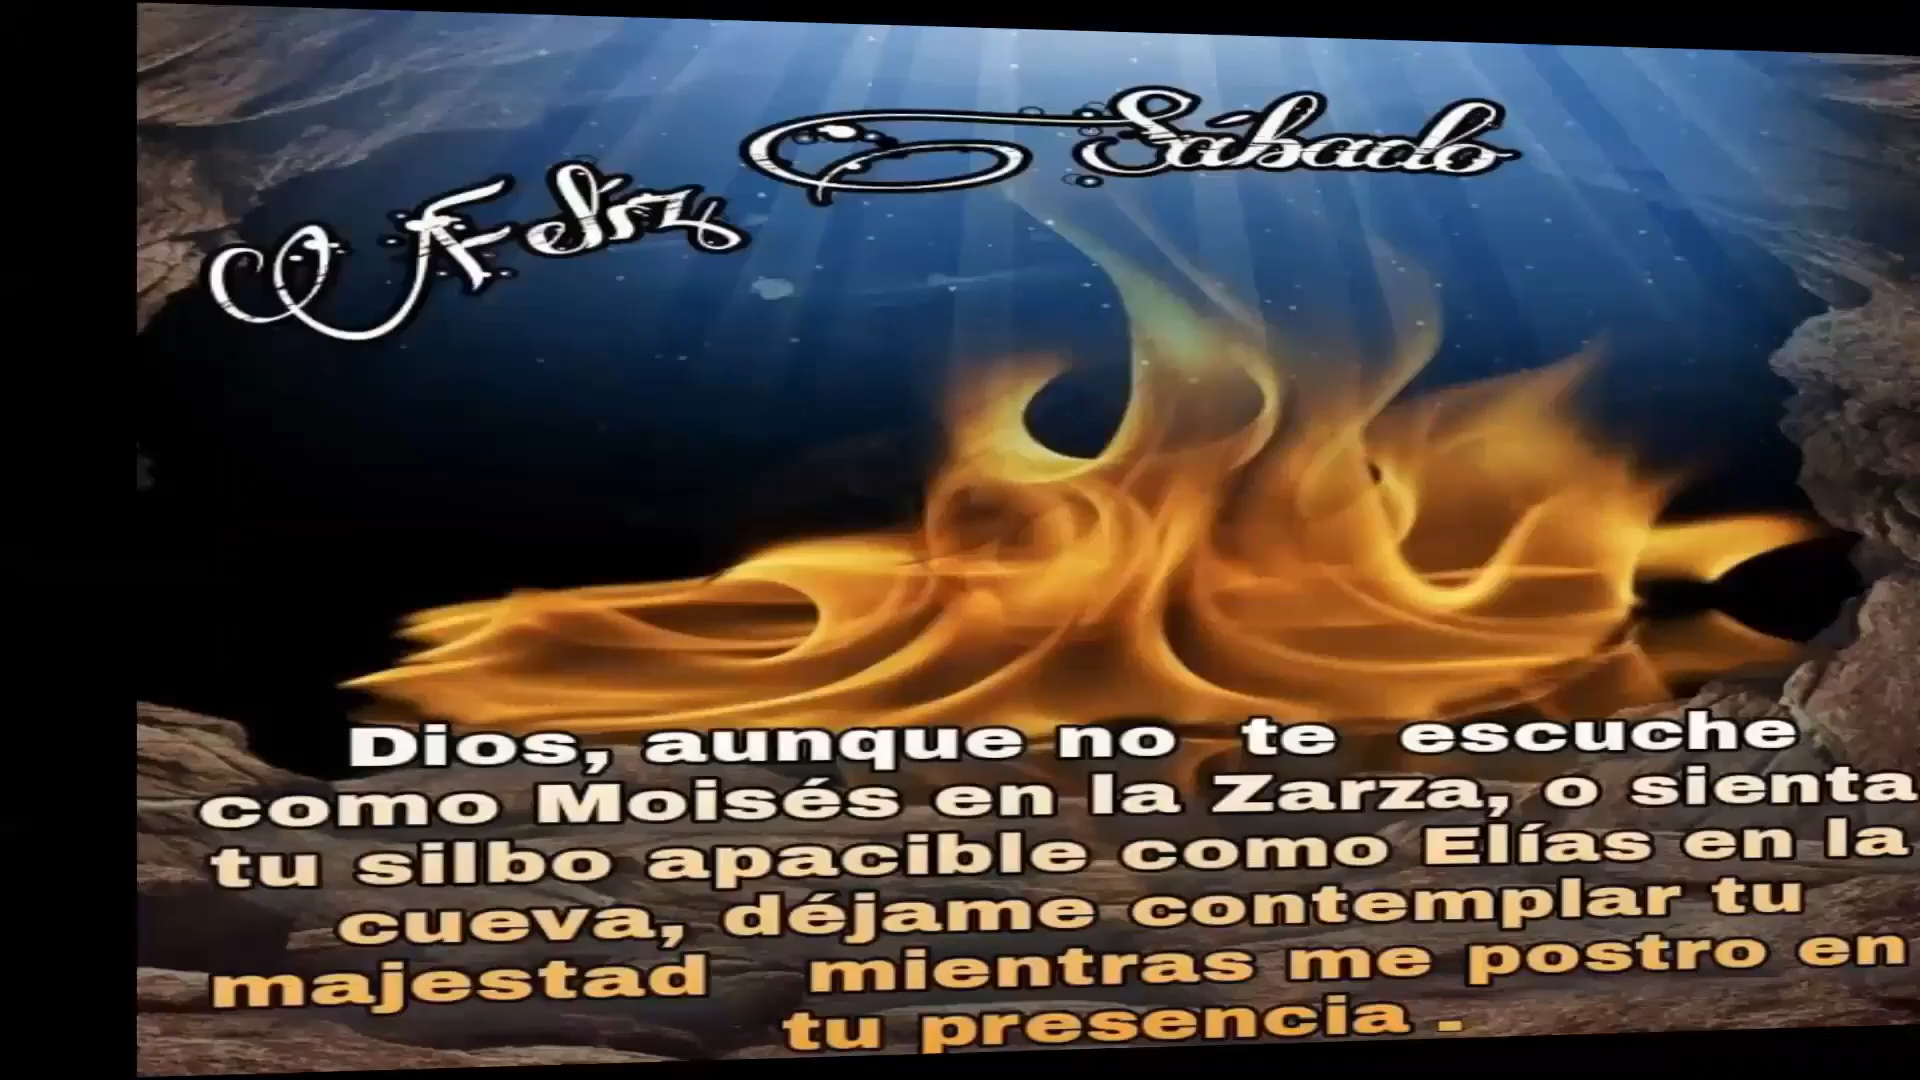 Feliz Sábado
Dios, aunque no te escuche
como Moisés en la Zarza, o sienta
tu silbo apacible como Elías en la
cueva, déjame contemplar tu
majestad mientras me postro en
tu presencia .